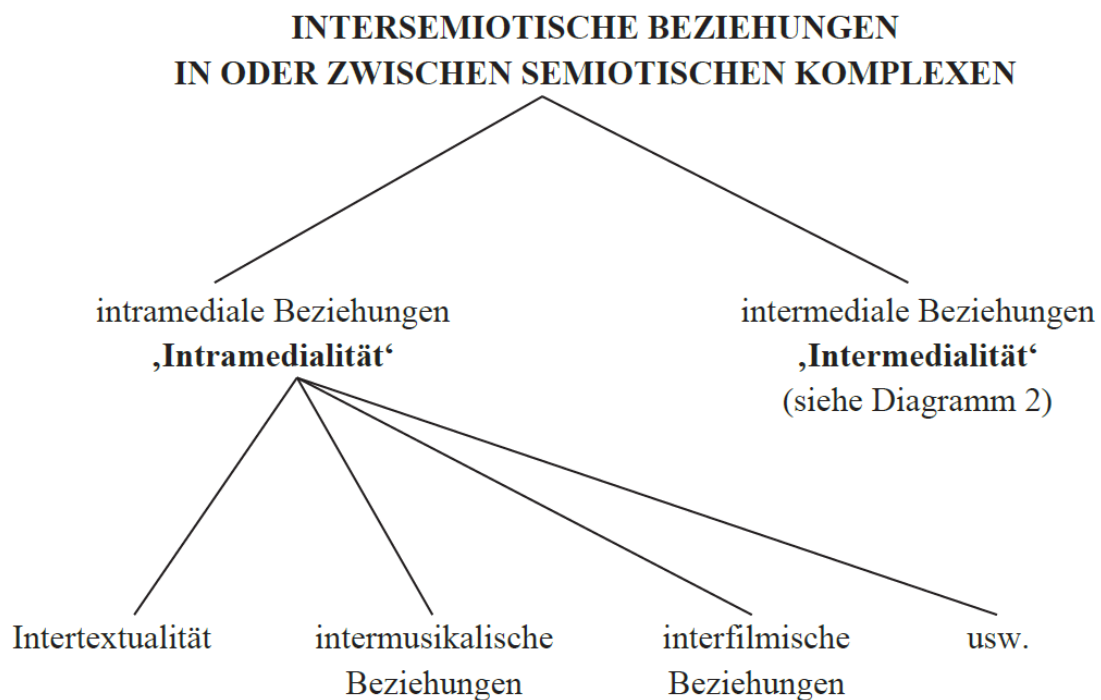 INTERSEMIOTISCHE BEZIEHUNGEN
IN ODER ZWISCHEN SEMIOTISCHEN KOMPLEXEN
intramediale Beziehungen
‚Intramedialität‘
intermediale Beziehungen
‚Intermedialität‘
(siehe Diagramm 2)
Intertextualität
intermusikalische
Beziehungen
interfilmische
Beziehungen
usw.